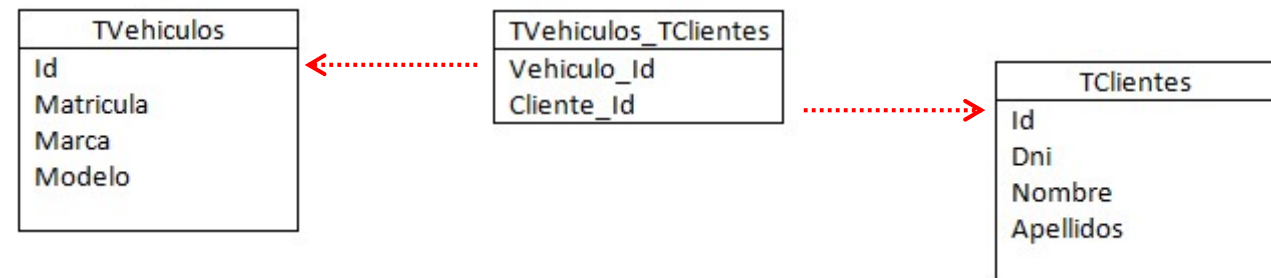 TVehiculos
Id
Matricula
Marca
Modelo
TVehiculos_TClientes
Vehiculo_Id
Cliente_Id
TClientes
Id
Dni
Nombre
Apellidos